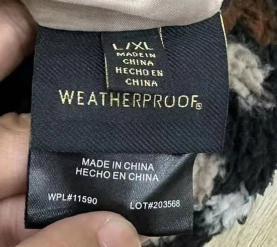 L/XL
MADE IN
CHINA
HECHO EN
CHINA
WEATHERPROOF®
MADE IN CHINA
HECHO EN CHINA
WPL#11590 LOT#203568